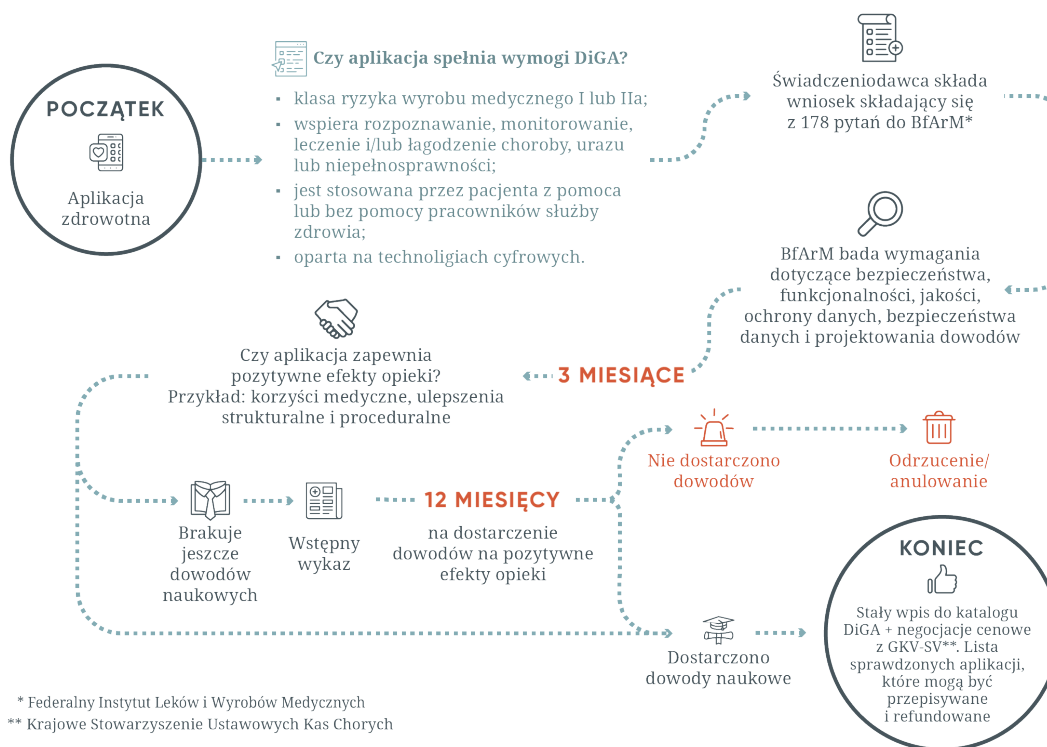 POCZĄTEK
Aplikacja
zdrowotna
Czy aplikacja spełnia wymogi DiGA?
▪ klasa ryzyka wyrobu medycznego I lub IIa;
▪ wspiera rozpoznawanie, monitorowanie,
leczenie i/lub łagodzenie choroby, urazu
lub niepełnosprawności;
▪ jest stosowana przez pacjenta z pomoca
lub bez pomocy pracowników służby
zdrowia;
▪ oparta na technoligiach cyfrowych.
Świadczeniodawca składa
wniosek składający się
z 178 pytań do BfArM*
BfArM bada wymagania
dotyczące bezpieczeństwa,
funkcjonalności, jakości,
ochrony danych, bezpieczeństwa
danych i projektowania dowodów
3 MIESIĄCE
Czy aplikacja zapewnia
pozytywne efekty opieki?
Przykład: korzyści medyczne, ulepszenia
strukturalne i proceduralne
Brakuje
jeszcze
dowodów
naukowych
Wstępny
wykaz
12 MIESIĘCY
na dostarczenie
dowodów na pozytywne
efekty opieki
Nie dostarczono
dowodów
Odrzucenie/
anulowanie
Dostarczono
dowody naukowe
KONIEC
Stały wpis do katalogu
DiGA + negocjacje cenowe
z GKV-SV**. Lista
sprawdzonych aplikacji,
które mogą być
przepisywane
i refundowane
* Federalny Instytut Leków i Wyrobów Medycznych
** Krajowe Stowarzyszenie Ustawowych Kas Chorych